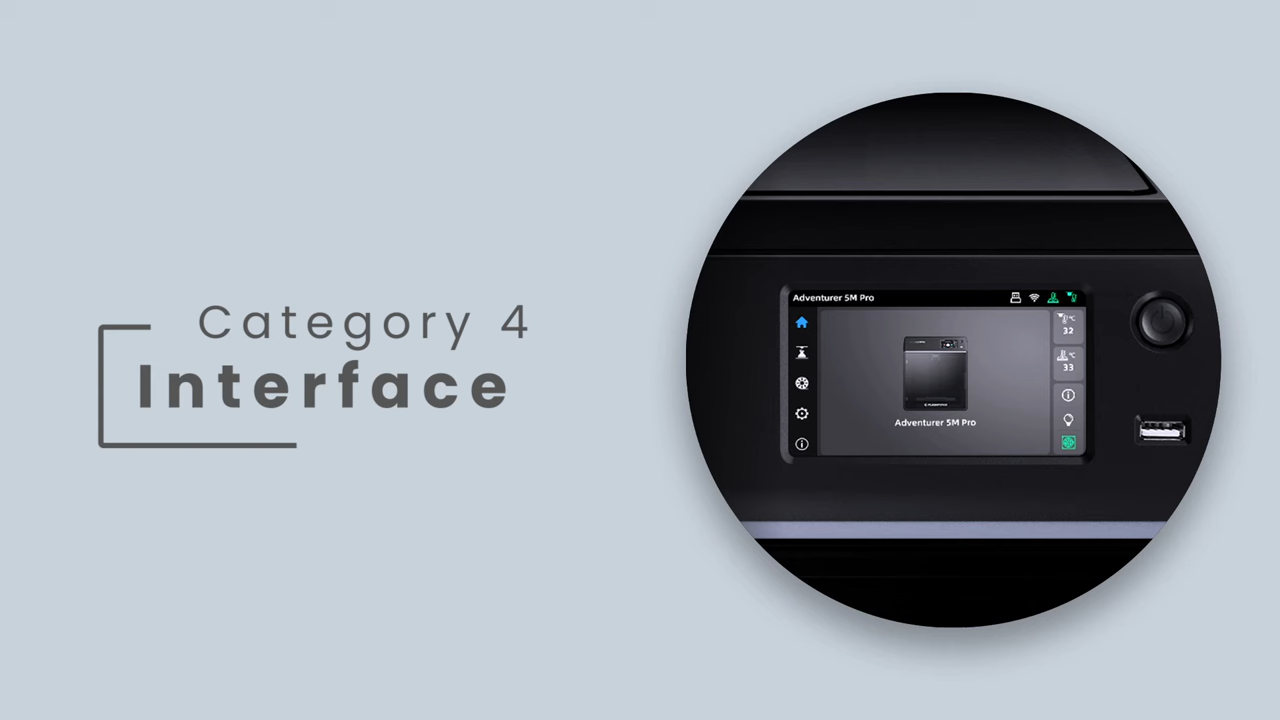 Category 4
Interface
Adventurer 5M Pro
°C
32
°C
33
Adventurer 5M Pro